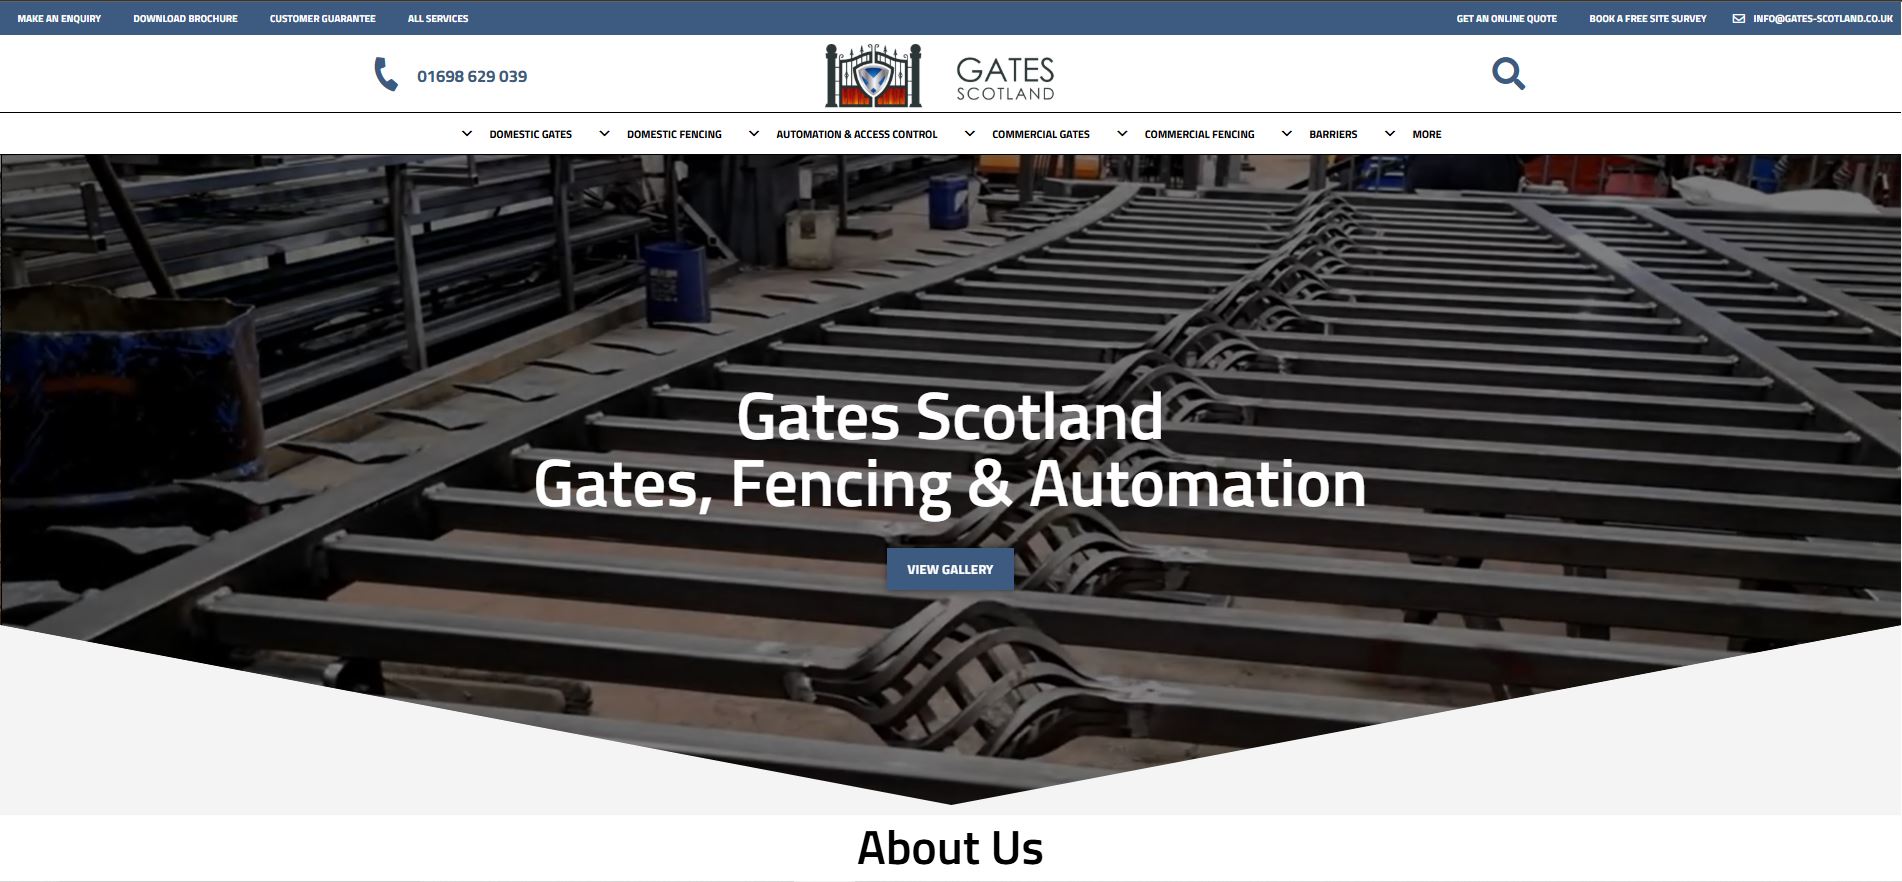 MAKE AN ENQUIRY DOWNLOAD BROCHURE CUSTOMER GUARANTEE ALL SERVICES GET AN ONLINE QUOTE BOOK A FREE SITE SURVEY INFO@GATES-SCOTLAND.CO.UK
01698 629 039
GATES
SCOTLAND
DOMESTIC GATES DOMESTIC FENCING AUTOMATION & ACCESS CONTROL COMMERCIAL GATES COMMERCIAL FENCING BARRIERS MORE
Gates Scotland
Gates, Fencing & Automation
VIEW GALLERY
About Us